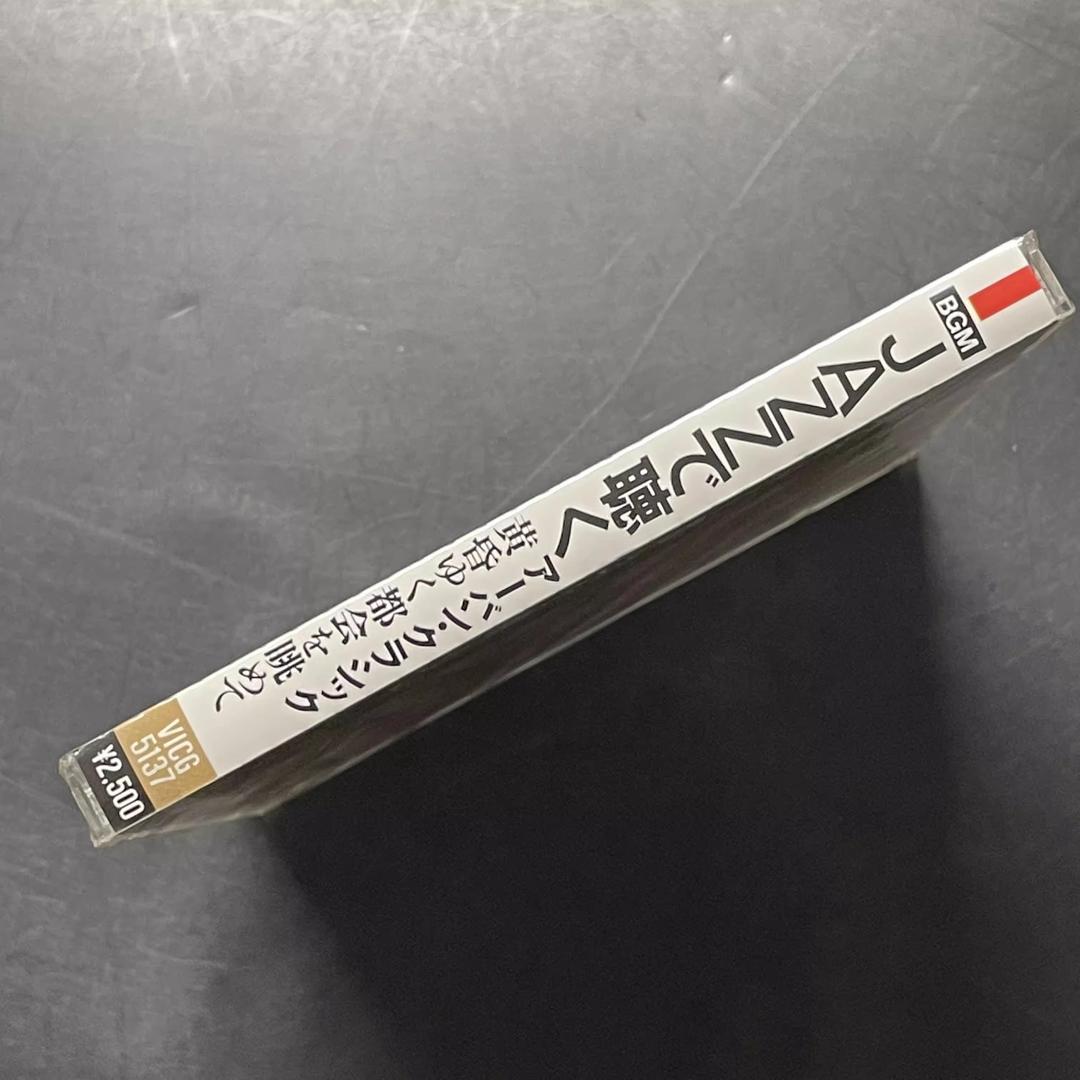 BGM
JAZZで聴く
アーバン・クラシック
黄昏ゆく都会を眺めて
VICG
5137
¥2,500